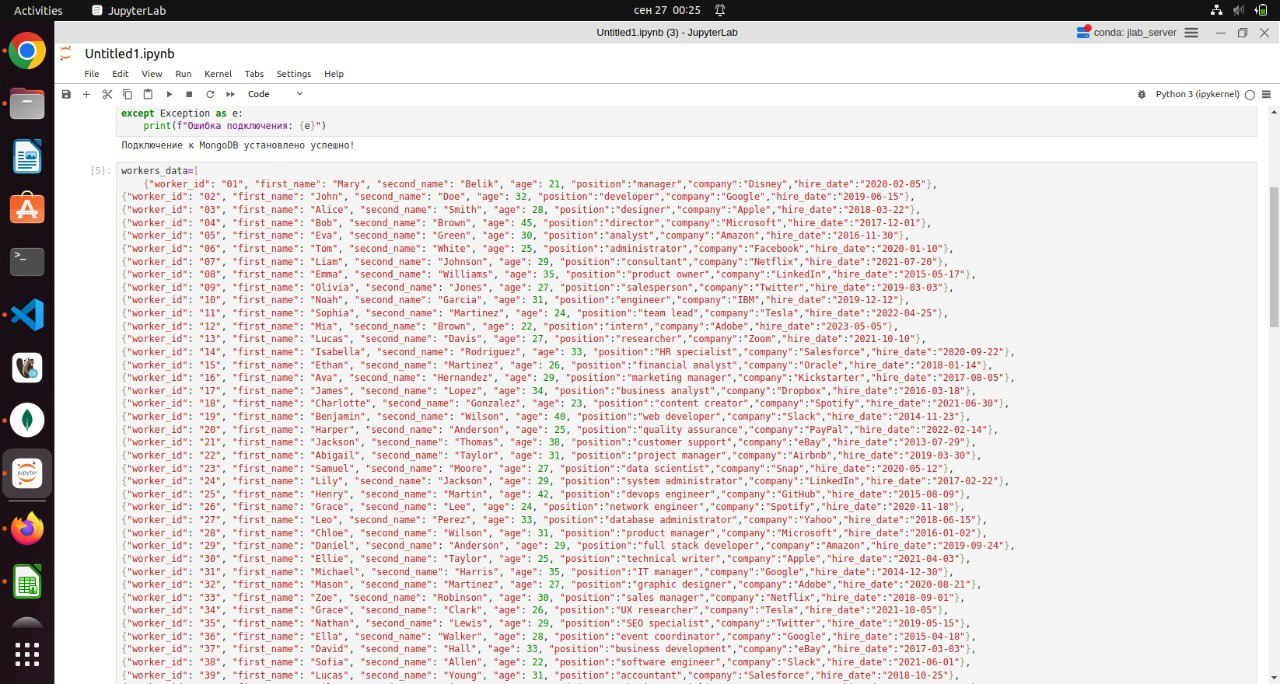 Activities JupyterLab сен 27 00:25
Untitled1.ipynb (3) - JupyterLab conda: jlab_server
Untitled1.ipynb
File Edit View Run Kernel Tabs Settings Help
Code Python 3 (ipykernel)
except Exception as e:
print(f"Ошибка подключения: {e}")
Подключение к MongoDB установлено успешно!
[5]: workers_data=[
{"worker_id": "01", "first_name": "Mary", "second_name": "Belik", "age": 21, "position":"manager","company":"Disney","hire_date":"2020-02-05"},
{"worker_id": "02", "first_name": "John", "second_name": "Doe", "age": 32, "position":"developer","company":"Google","hire_date":"2019-06-15"},
{"worker_id": "03", "first_name": "Alice", "second_name": "Smith", "age": 28, "position":"designer","company":"Apple","hire_date":"2018-03-22"},
{"worker_id": "04", "first_name": "Bob", "second_name": "Brown", "age": 45, "position":"director","company":"Microsoft","hire_date":"2017-12-01"},
{"worker_id": "05", "first_name": "Eva", "second_name": "Green", "age": 30, "position":"analyst","company":"Amazon","hire_date":"2016-11-30"},
{"worker_id": "06", "first_name": "Tom", "second_name": "White", "age": 25, "position":"administrator","company":"Facebook","hire_date":"2020-01-10"},
{"worker_id": "07", "first_name": "Liam", "second_name": "Johnson", "age": 29, "position":"consultant","company":"Netflix","hire_date":"2021-07-20"},
{"worker_id": "08", "first_name": "Emma", "second_name": "Williams", "age": 35, "position":"product owner","company":"LinkedIn","hire_date":"2015-05-17"},
{"worker_id": "09", "first_name": "Olivia", "second_name": "Jones", "age": 27, "position":"salesperson","company":"Twitter","hire_date":"2019-03-03"},
{"worker_id": "10", "first_name": "Noah", "second_name": "Garcia", "age": 31, "position":"engineer","company":"IBM","hire_date":"2019-12-12"},
{"worker_id": "11", "first_name": "Sophia", "second_name": "Martinez", "age": 24, "position":"team lead","company":"Tesla","hire_date":"2022-04-25"},
{"worker_id": "12", "first_name": "Mia", "second_name": "Brown", "age": 22, "position":"intern","company":"Adobe","hire_date":"2023-05-05"},
{"worker_id": "13", "first_name": "Lucas", "second_name": "Davis", "age": 27, "position":"researcher","company":"Zoom","hire_date":"2021-10-10"},
{"worker_id": "14", "first_name": "Isabella", "second_name": "Rodriguez", "age": 33, "position":"HR specialist","company":"Salesforce","hire_date":"2020-09-22"},
{"worker_id": "15", "first_name": "Ethan", "second_name": "Martinez", "age": 26, "position":"financial analyst","company":"Oracle","hire_date":"2018-01-14"},
{"worker_id": "16", "first_name": "Ava", "second_name": "Hernandez", "age": 29, "position":"marketing manager","company":"Kickstarter","hire_date":"2017-08-05"},
{"worker_id": "17", "first_name": "James", "second_name": "Lopez", "age": 34, "position":"business analyst","company":"Dropbox","hire_date":"2016-03-18"},
{"worker_id": "18", "first_name": "Charlotte", "second_name": "Gonzalez", "age": 23, "position":"content creator","company":"Spotify","hire_date":"2021-06-30"},
{"worker_id": "19", "first_name": "Benjamin", "second_name": "Wilson", "age": 40, "position":"web developer","company":"Slack","hire_date":"2014-11-23"},
{"worker_id": "20", "first_name": "Harper", "second_name": "Anderson", "age": 25, "position":"quality assurance","company":"PayPal","hire_date":"2022-02-14"},
{"worker_id": "21", "first_name": "Jackson", "second_name": "Thomas", "age": 38, "position":"customer support","company":"eBay","hire_date":"2013-07-29"},
{"worker_id": "22", "first_name": "Abigail", "second_name": "Taylor", "age": 31, "position":"project manager","company":"Airbnb","hire_date":"2019-03-30"},
{"worker_id": "23", "first_name": "Samuel", "second_name": "Moore", "age": 27, "position":"data scientist","company":"Snap","hire_date":"2020-05-12"},
{"worker_id": "24", "first_name": "Lily", "second_name": "Jackson", "age": 29, "position":"system administrator","company":"LinkedIn","hire_date":"2017-02-22"},
{"worker_id": "25", "first_name": "Henry", "second_name": "Martin", "age": 42, "position":"devops engineer","company":"GitHub","hire_date":"2015-08-09"},
{"worker_id": "26", "first_name": "Grace", "second_name": "Lee", "age": 24, "position":"network engineer","company":"Spotify","hire_date":"2020-11-18"},
{"worker_id": "27", "first_name": "Leo", "second_name": "Perez", "age": 33, "position":"database administrator","company":"Yahoo","hire_date":"2018-06-15"},
{"worker_id": "28", "first_name": "Chloe", "second_name": "Wilson", "age": 31, "position":"product manager","company":"Microsoft","hire_date":"2016-01-02"},
{"worker_id": "29", "first_name": "Daniel", "second_name": "Anderson", "age": 29, "position":"full stack developer","company":"Amazon","hire_date":"2019-09-24"},
{"worker_id": "30", "first_name": "Ellie", "second_name": "Taylor", "age": 25, "position":"technical writer","company":"Apple","hire_date":"2021-04-03"},
{"worker_id": "31", "first_name": "Michael", "second_name": "Harris", "age": 35, "position":"IT manager","company":"Google","hire_date":"2014-12-30"},
{"worker_id": "32", "first_name": "Mason", "second_name": "Martinez", "age": 27, "position":"graphic designer","company":"Adobe","hire_date":"2020-08-21"},
{"worker_id": "33", "first_name": "Zoe", "second_name": "Robinson", "age": 30, "position":"sales manager","company":"Netflix","hire_date":"2018-09-01"},
{"worker_id": "34", "first_name": "Grace", "second_name": "Clark", "age": 26, "position":"UX researcher","company":"Tesla","hire_date":"2021-10-05"},
{"worker_id": "35", "first_name": "Nathan", "second_name": "Lewis", "age": 29, "position":"SEO specialist","company":"Twitter","hire_date":"2019-05-15"},
{"worker_id": "36", "first_name": "Ella", "second_name": "Walker", "age": 28, "position":"event coordinator","company":"Google","hire_date":"2015-04-18"},
{"worker_id": "37", "first_name": "David", "second_name": "Hall", "age": 33, "position":"business development","company":"eBay","hire_date":"2017-03-03"},
{"worker_id": "38", "first_name": "Sofia", "second_name": "Allen", "age": 22, "position":"software engineer","company":"Slack","hire_date":"2021-06-01"},
{"worker_id": "39", "first_name": "Lucas", "second_name": "Young", "age": 31, "position":"accountant","company":"Salesforce","hire_date":"2018-10-25"},